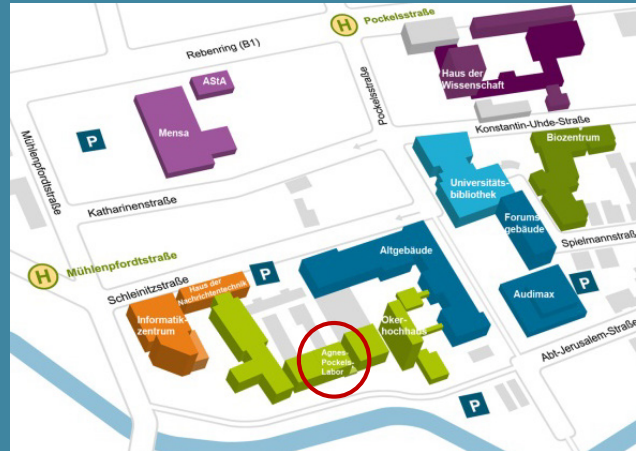 H
Pockelsstraße
Rebenring (B1)
AStA
Haus der
Wissenschaft
Mensa
P
Pockelsstraße
Konstantin-Uhde-Straße
Biozentrum
Mühlenpfordtstraße
Katharinenstraße
Universitäts-
bibliothek
Forums
gebäude
Spielmannstraß
H
Mühlenpfordtstraße
Altgebäude
P
Schleinitzstraße
Haus der
Nachrichtentechnik
P
Audimax
Informatik-
zentrum
Oker-
hochhaus
Agnes-
Pockels-
Labor
Abt-Jerusalem-Straße
P